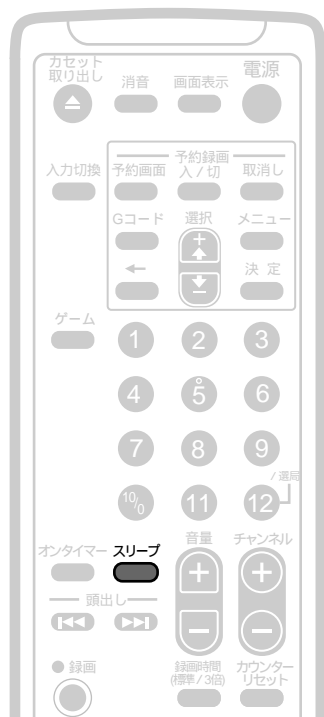 カセット
取り出し
消音
画面表示
電源
入力切換
予約録画
予約画面
入 / 切
取消し
Gコード
選択
メニュー
+
−
決 定
ゲーム
1
2
3
4
5
6
7
8
9
/ 選局
10/0
11
12
オンタイマー
スリープ
音量
チャンネル
+
+
頭出し
−
−
録画
録画時間
(標準 / 3倍)
カウンター
リセット